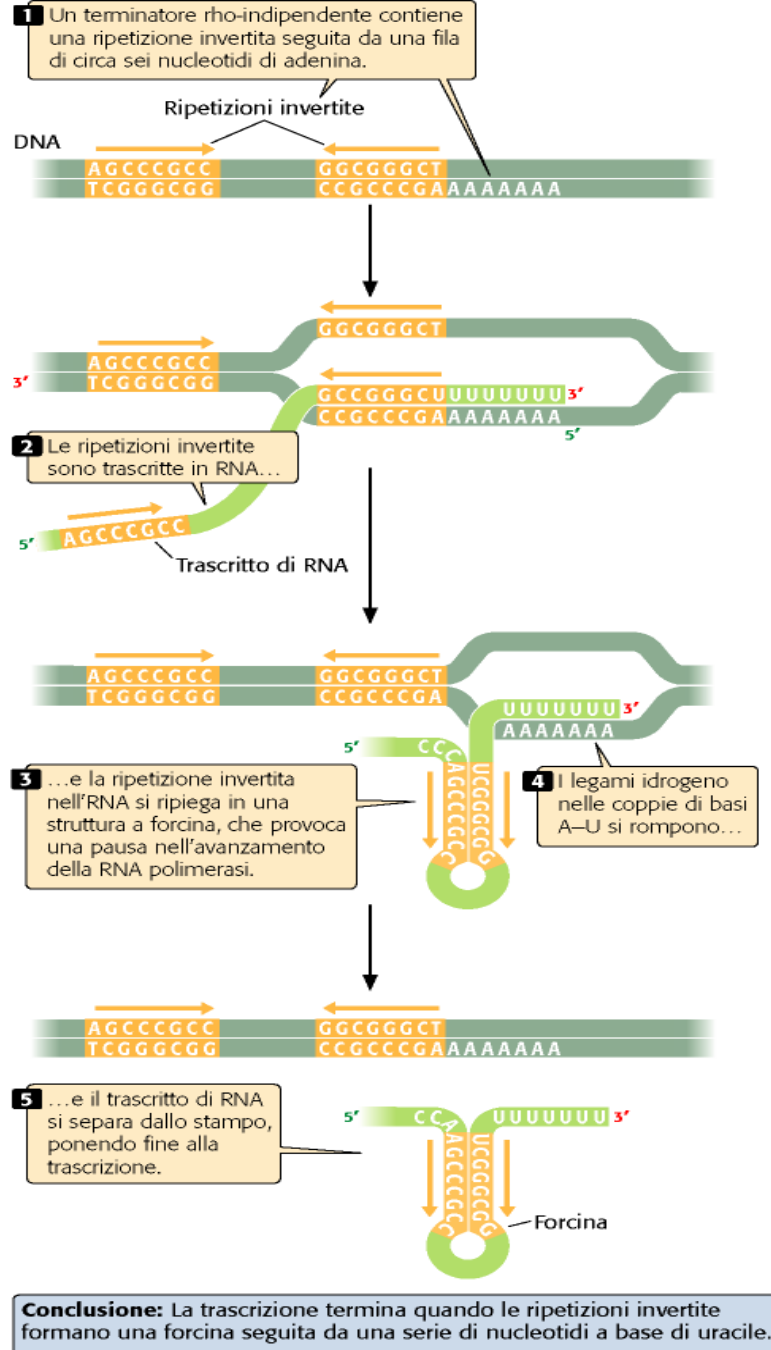 1 Un terminatore rho-indipendente contiene
una ripetizione invertita seguita da una fila
di circa sei nucleotidi di adenina.
Ripetizioni invertite
DNA
AGCCCGCC GGCGGGCT
TCGGGCGG CCGCCCGAAAAAAAA
GGCGGGCT
AGCCCGCC
3′ TCGGGCGG GCCGGGCUUUUUUUU 3′
CCGCCCGAAAAAAAA
5′
2 Le ripetizioni invertite
sono trascritte in RNA...
5′ AGCCCGCC
Trascritto di RNA
AGCCCGCC GGCGGGCT
TCGGGCGG CCGCCCGA
UUUUUUU 3′
AAAAAAA
5′ CCC
3 ...e la ripetizione invertita
nell'RNA si ripiega in una
struttura a forcina, che provoca
una pausa nell'avanzamento
della RNA polimerasi.
AGCCCGCC
UCGGGCGG
4 I legami idrogeno
nelle coppie di basi
A–U si rompono...
AGCCCGCC GGCGGGCT
TCGGGCGG CCGCCCGAAAAAAAA
5 ...e il trascritto di RNA
si separa dallo stampo,
ponendo fine alla
trascrizione.
5′ CCA UUUUUUU 3′
AGCCCGCC
UCGGGCGG
Forcina
Conclusione: La trascrizione termina quando le ripetizioni invertite
formano una forcina seguita da una serie di nucleotidi a base di uracile.